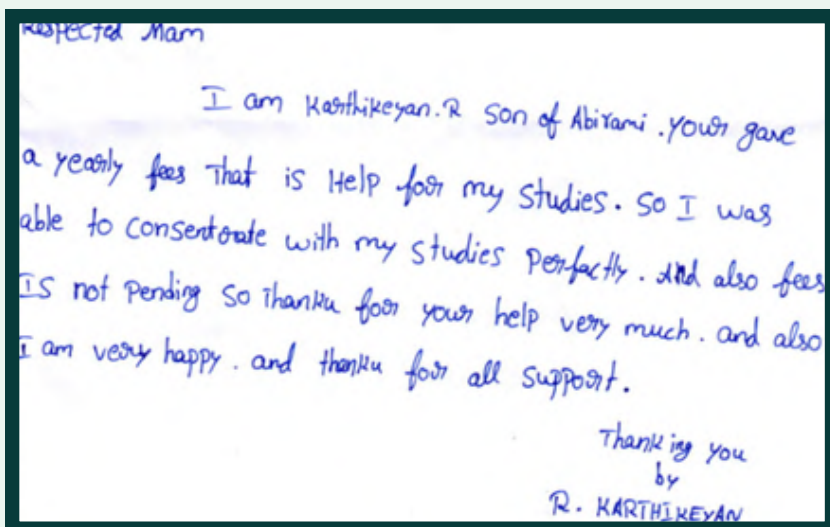 Respected Mam
I am Karthikeyan.R Son of Abirami . your gave
a yearly fees That is Help for my studies. So I was
able to consentorate with my studies Perfactly. And also fees
IS not Pending so Thanku for your help very much. and also
I am very happy. and thanku for all support.
Thanking you
by
R. KARTHIKEYAN